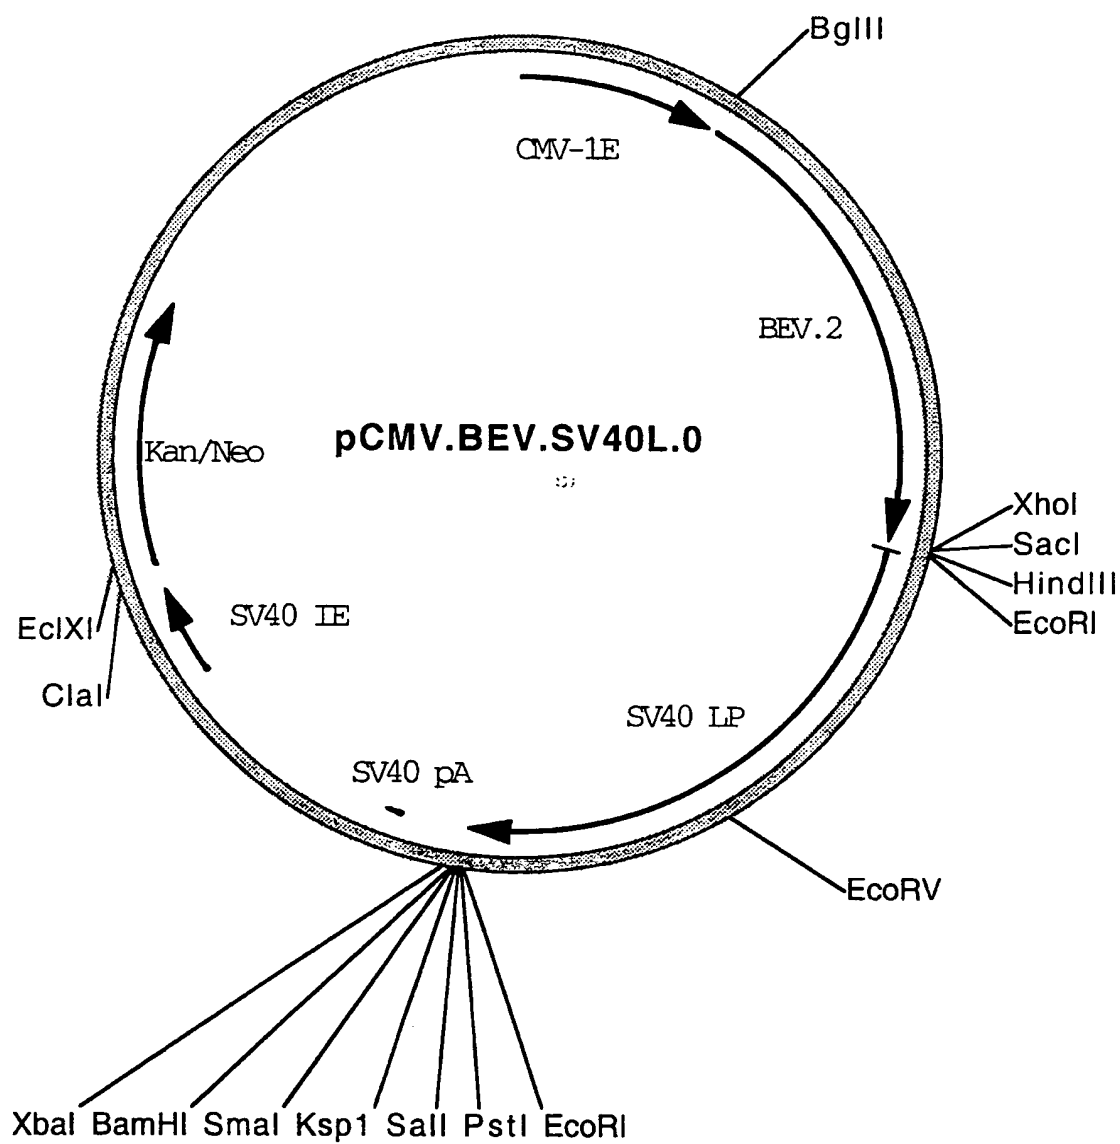 BglII
CMV-1E
BEV.2
pCMV.BEV.SV40L.0
Kan/Neo
XhoI
SacI
HindIII
EcoRI
SV40 IE
EclXI
ClaI
SV40 LP
SV40 pA
EcoRV
XbaI BamHI SmaI Ksp1 SalI PstI EcoRI